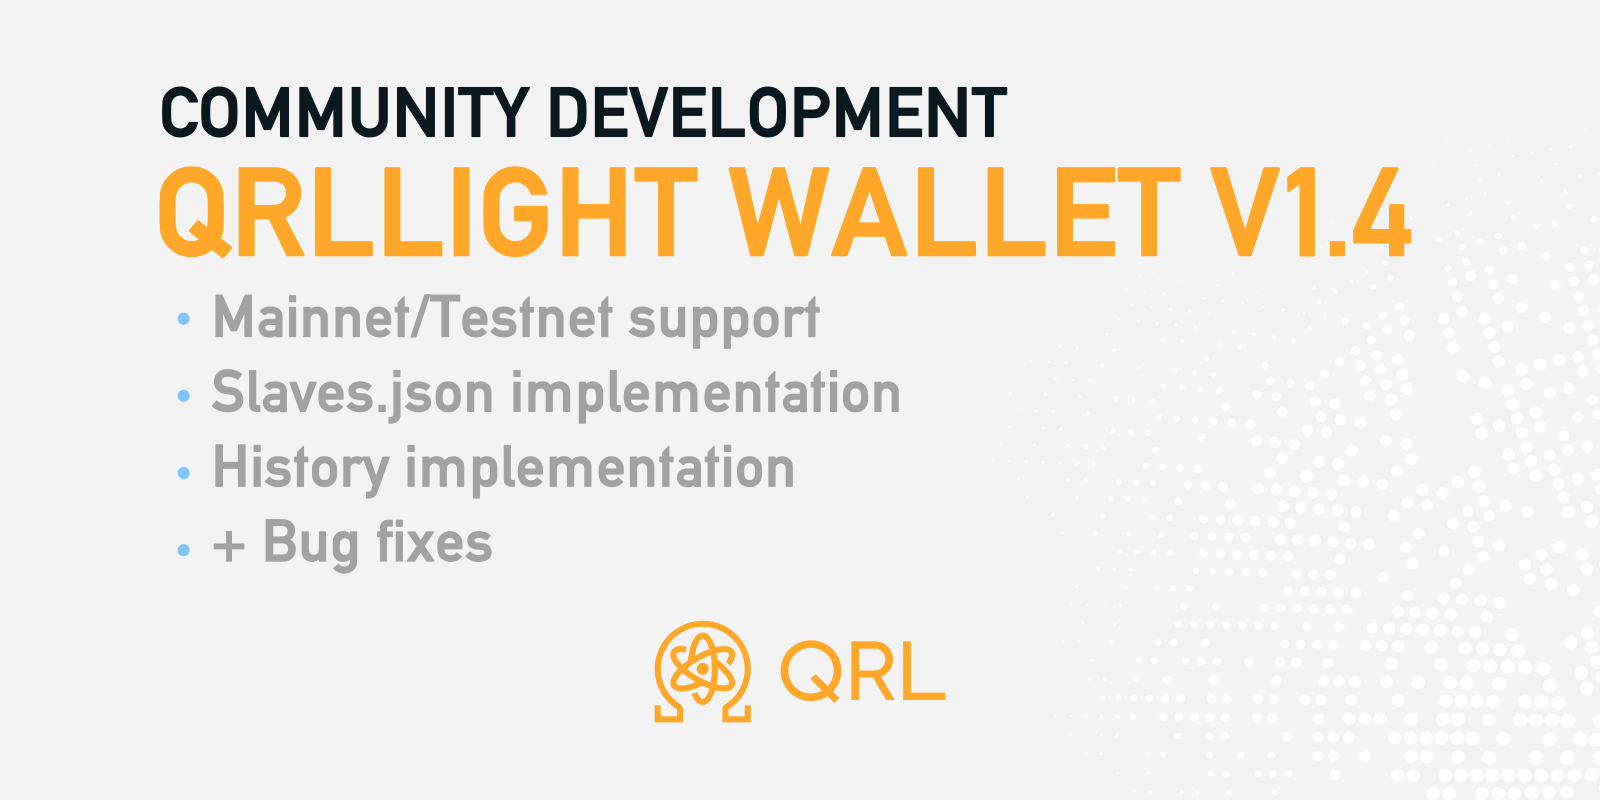 COMMUNITY DEVELOPMENT
QRLLIGHT WALLET V1.4
• Mainnet/Testnet support
• Slaves.json implementation
• History implementation
• + Bug fixes
QRL